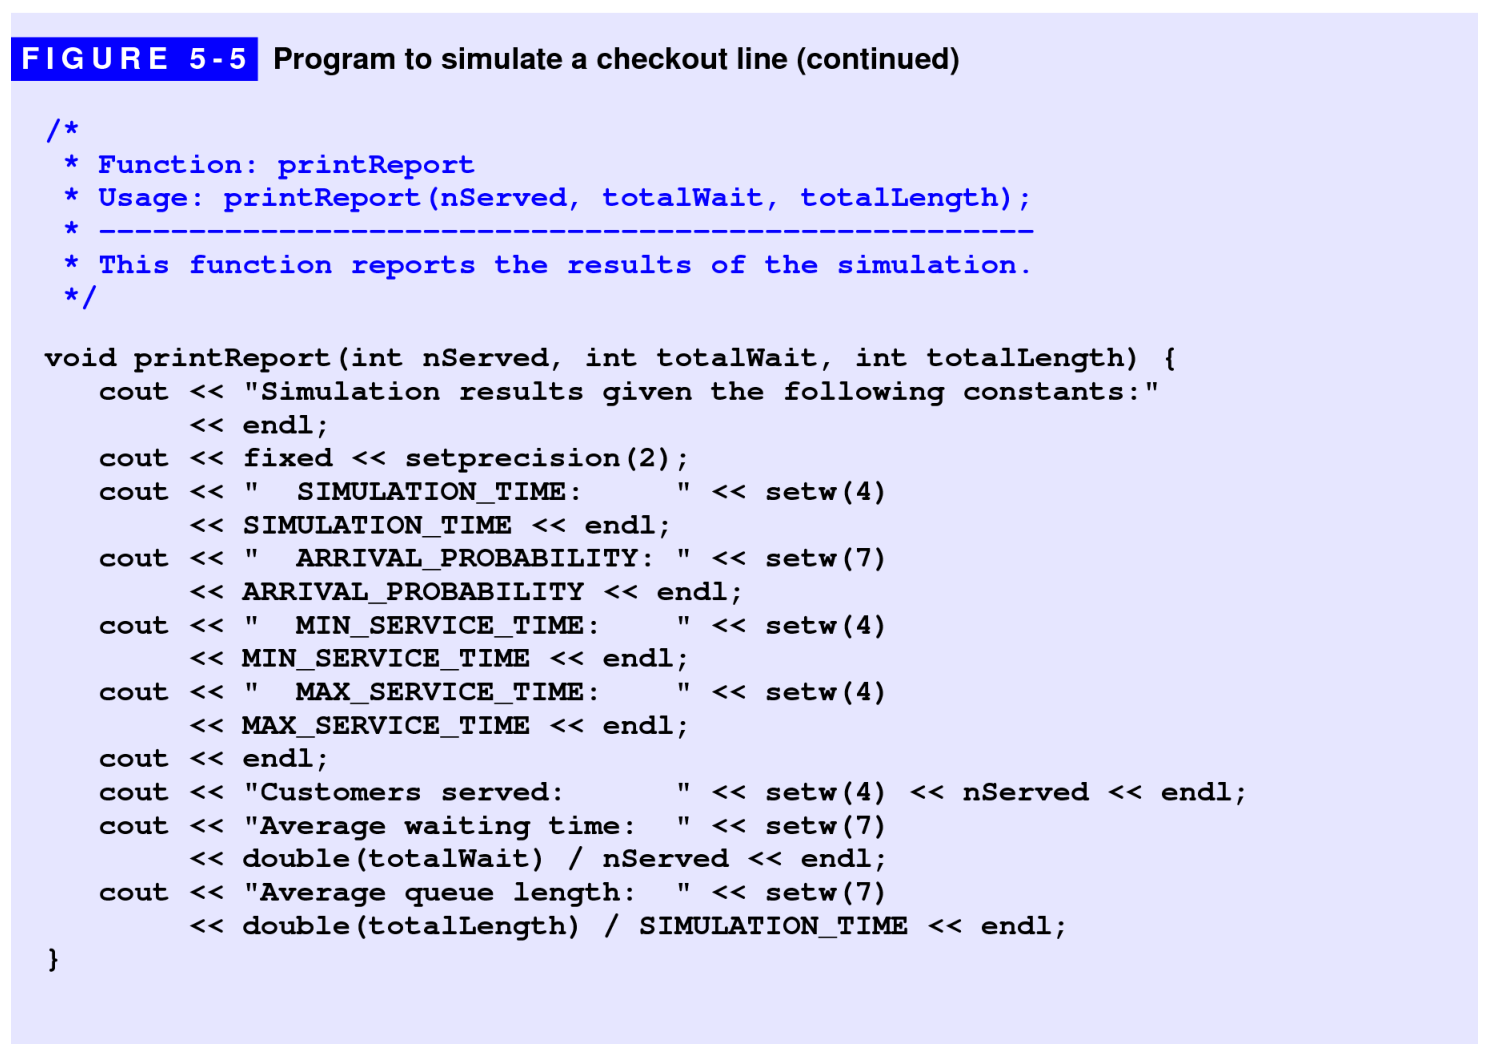 FIGURE 5-5 Program to simulate a checkout line (continued)
/*
 * Function: printReport
 * Usage: printReport(nServed, totalWait, totalLength);
 * ----------------------------------------------------
 * This function reports the results of the simulation.
 */
void printReport(int nServed, int totalWait, int totalLength) {
   cout << "Simulation results given the following constants:"
        << endl;
   cout << fixed << setprecision(2);
   cout << "  SIMULATION_TIME:     " << setw(4)
        << SIMULATION_TIME << endl;
   cout << "  ARRIVAL_PROBABILITY: " << setw(7)
        << ARRIVAL_PROBABILITY << endl;
   cout << "  MIN_SERVICE_TIME:    " << setw(4)
        << MIN_SERVICE_TIME << endl;
   cout << "  MAX_SERVICE_TIME:    " << setw(4)
        << MAX_SERVICE_TIME << endl;
   cout << endl;
   cout << "Customers served:      " << setw(4) << nServed << endl;
   cout << "Average waiting time:  " << setw(7)
        << double(totalWait) / nServed << endl;
   cout << "Average queue length:  " << setw(7)
        << double(totalLength) / SIMULATION_TIME << endl;
}